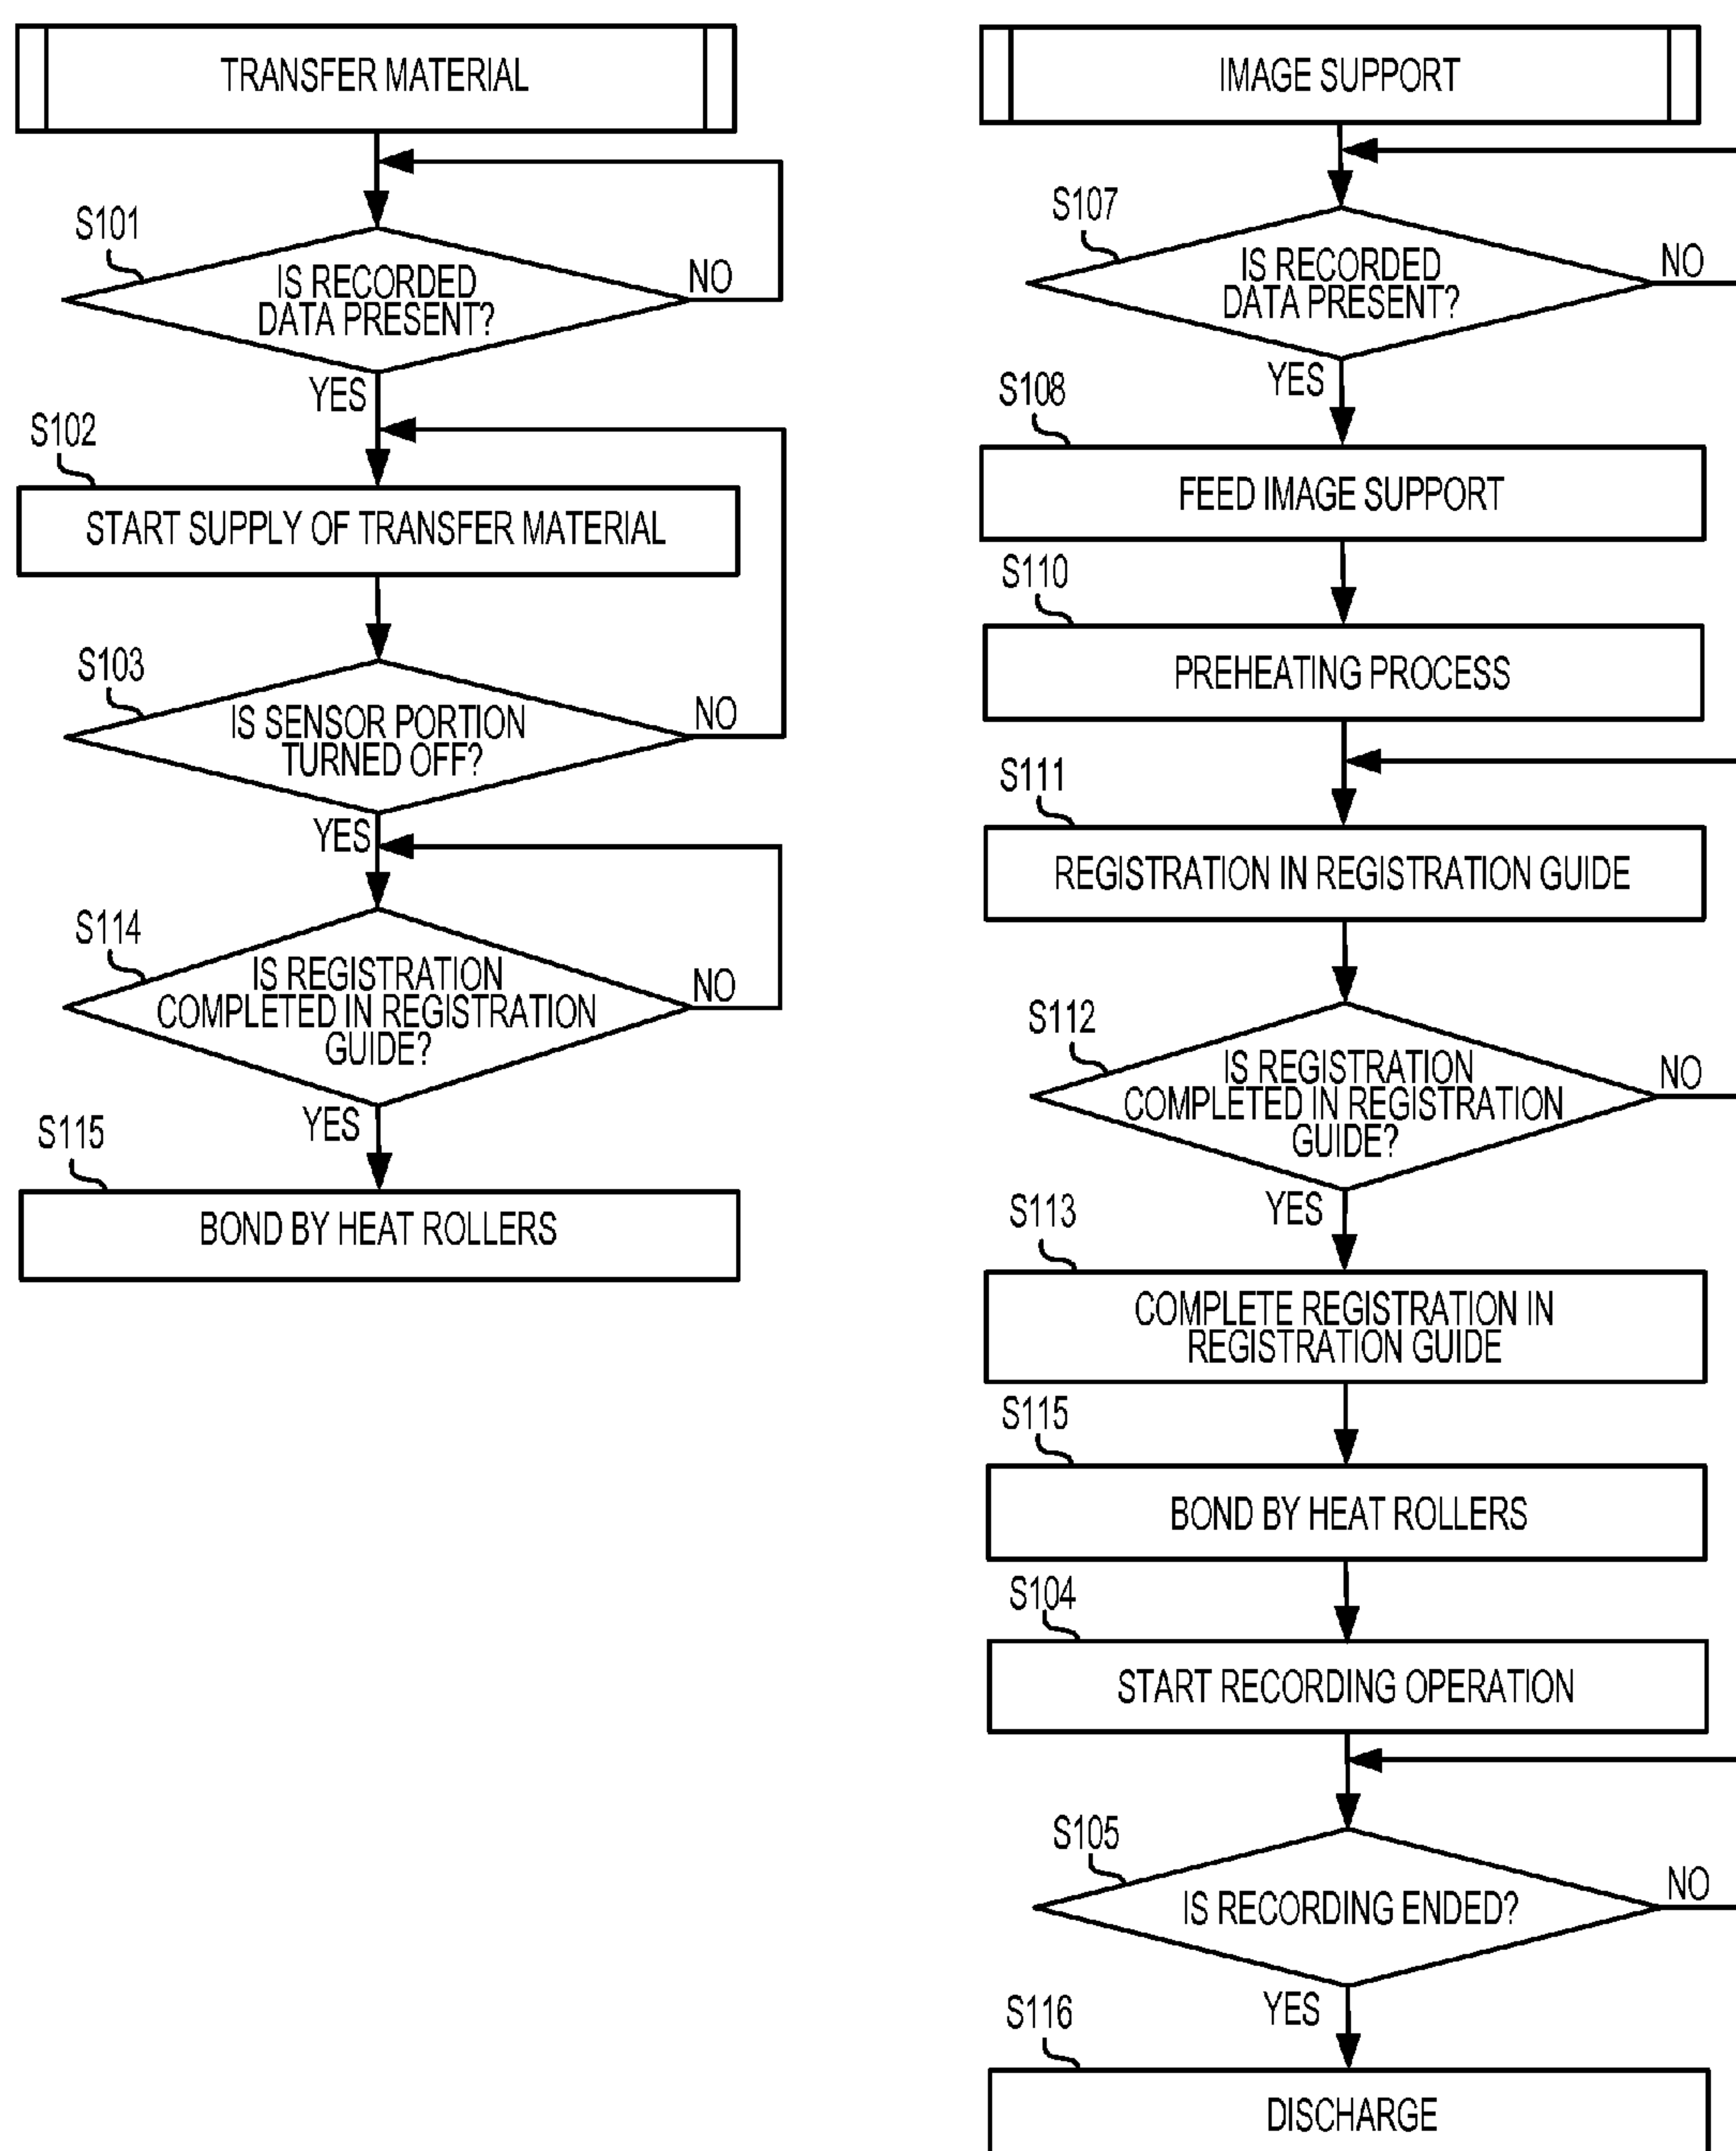 TRANSFER MATERIAL
S101
IS RECORDED
DATA PRESENT?
NO
YES
S102
START SUPPLY OF TRANSFER MATERIAL
S103
IS SENSOR PORTION
TURNED OFF?
NO
YES
S114
IS REGISTRATION
COMPLETED IN REGISTRATION
GUIDE?
NO
YES
S115
BOND BY HEAT ROLLERS
IMAGE SUPPORT
S107
IS RECORDED
DATA PRESENT?
NO
YES
S108
FEED IMAGE SUPPORT
S110
PREHEATING PROCESS
S111
REGISTRATION IN REGISTRATION GUIDE
S112
IS REGISTRATION
COMPLETED IN REGISTRATION
GUIDE?
NO
YES
S113
COMPLETE REGISTRATION IN
REGISTRATION GUIDE
S115
BOND BY HEAT ROLLERS
S104
START RECORDING OPERATION
S105
IS RECORDING ENDED?
NO
YES
S116
DISCHARGE